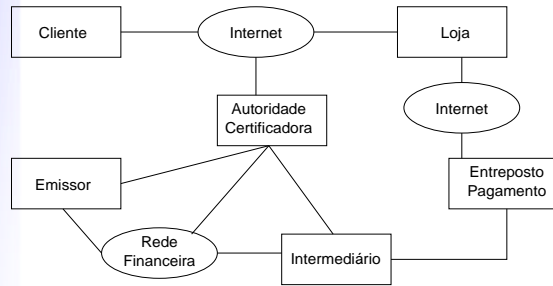 Cliente
Internet
Loja
Autoridade
Certificadora
Internet
Emissor
Entreposto
Pagamento
Rede
Financeira
Intermediário